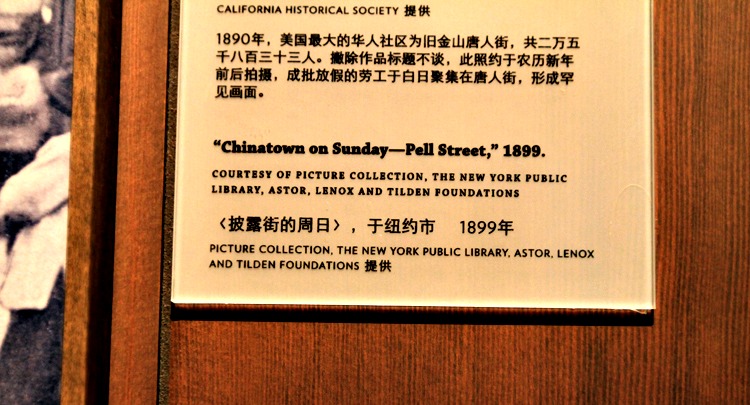 CALIFORNIA HISTORICAL SOCIETY 提供
1890年，美国最大的华人社区为旧金山唐人街，共二万五
千八百三十三人。撇除作品标题不谈，此照约于农历新年
前后拍摄，成批放假的劳工于白日聚集在唐人街，形成罕
见画面。
“Chinatown on Sunday—Pell Street,” 1899.
COURTESY OF PICTURE COLLECTION, THE NEW YORK PUBLIC
LIBRARY, ASTOR, LENOX AND TILDEN FOUNDATIONS
〈披露街的周日〉，于纽约市 1899年
PICTURE COLLECTION, THE NEW YORK PUBLIC LIBRARY, ASTOR, LENOX
AND TILDEN FOUNDATIONS 提供